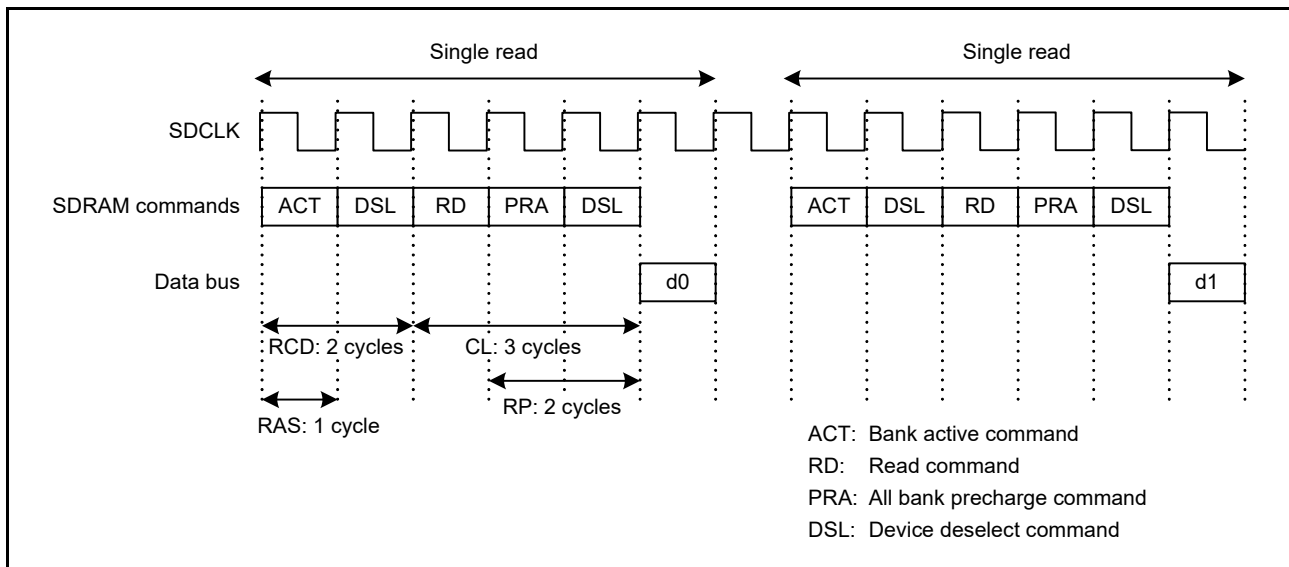 Single read Single read
SDCLK
SDRAM commands ACT DSL RD PRA DSL ACT DSL RD PRA DSL
Data bus d0 d1
RCD: 2 cycles CL: 3 cycles
RP: 2 cycles
RAS: 1 cycle
ACT: Bank active command
RD: Read command
PRA: All bank precharge command
DSL: Device deselect command